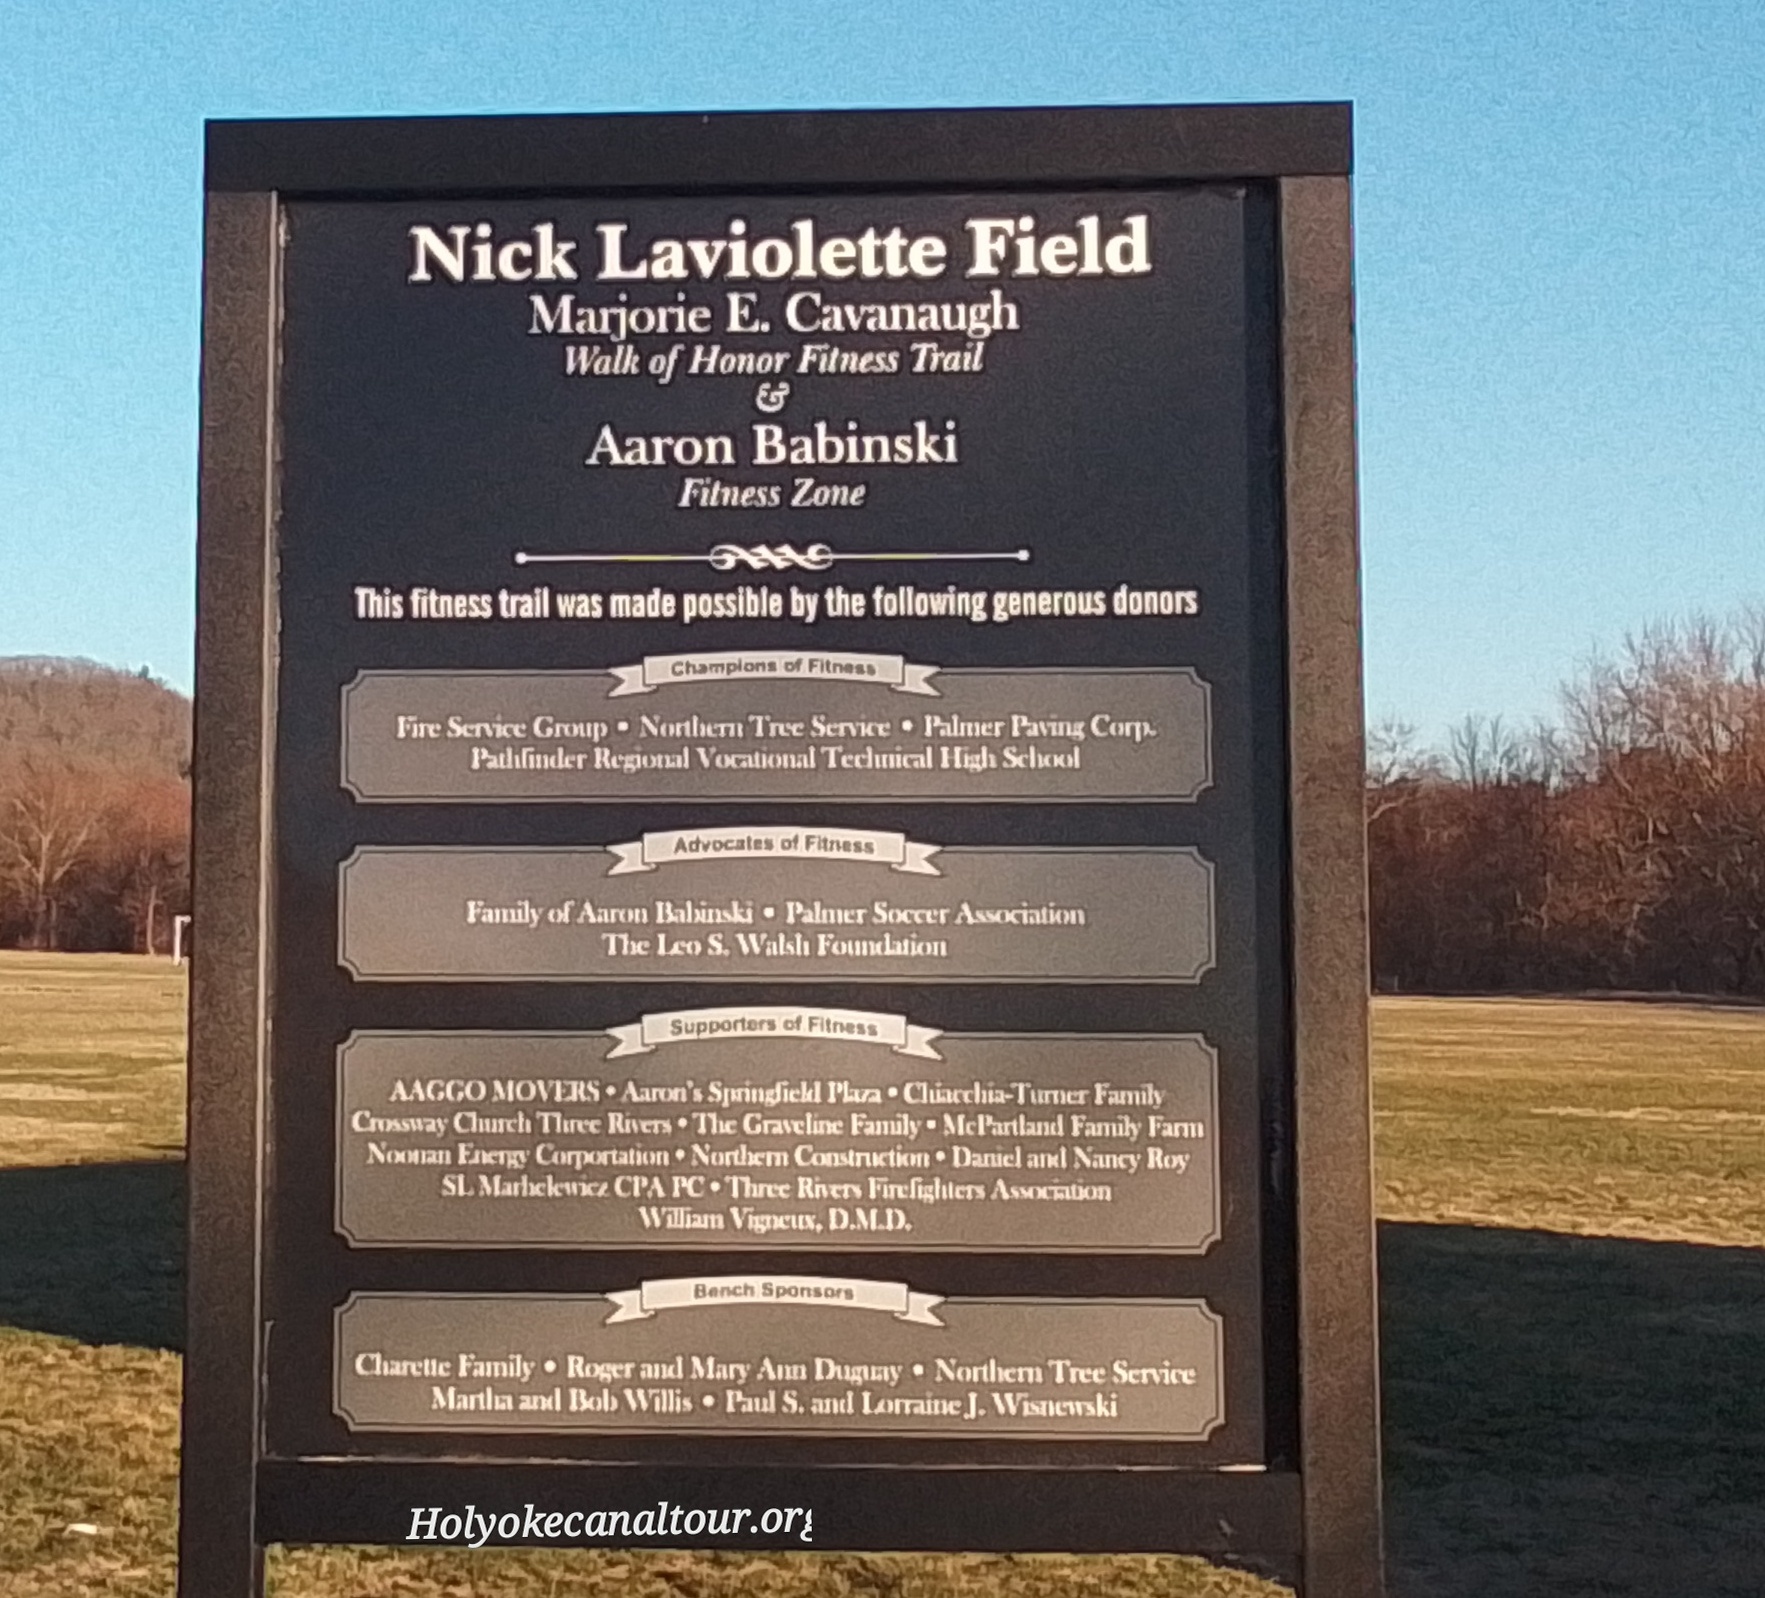 Nick Laviolette Field
Marjorie E. Cavanaugh
Walk of Honor Fitness Trail
&
Aaron Babinski
Fitness Zone
This fitness trail was made possible by the following generous donors
Champions of Fitness
Fire Service Group • Northern Tree Service • Palmer Paving Corp.
Pathfinder Regional Vocational Technical High School
Advocates of Fitness
Family of Aaron Babinski • Palmer Soccer Association
The Leo S. Walsh Foundation
Supporters of Fitness
AAGGO MOVERS • Aaron's Springfield Plaza • Chiacchia-Turner Family
Crossway Church Three Rivers • The Graveline Family • McPartland Family Farm
Noonan Energy Corportation • Northern Construction • Daniel and Nancy Roy
SL Marhelewicz CPA PC • Three Rivers Firefighters Association
William Vigneux, D.M.D.
Bench Sponsors
Charette Family • Roger and Mary Ann Duguay • Northern Tree Service
Martha and Bob Willis • Paul S. and Lorraine J. Wisnewski
Holyokecanaltour.org